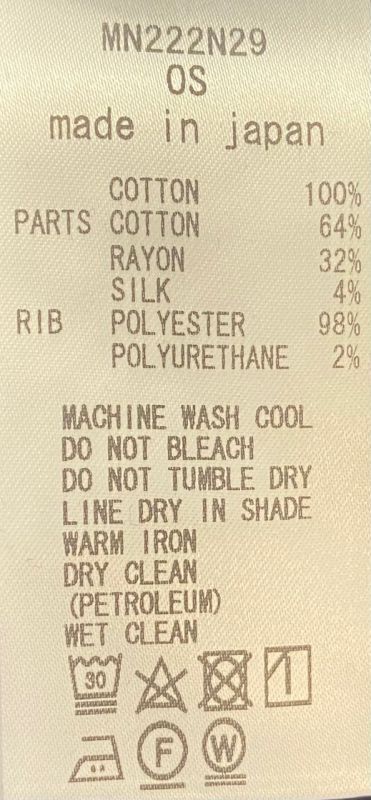 MN222N29
OS
made in japan
COTTON 100%
PARTS COTTON 64%
RAYON 32%
SILK 4%
RIB POLYESTER 98%
POLYURETHANE 2%
MACHINE WASH COOL
DO NOT BLEACH
DO NOT TUMBLE DRY
LINE DRY IN SHADE
WARM IRON
DRY CLEAN
(PETROLEUM)
WET CLEAN
30
F W